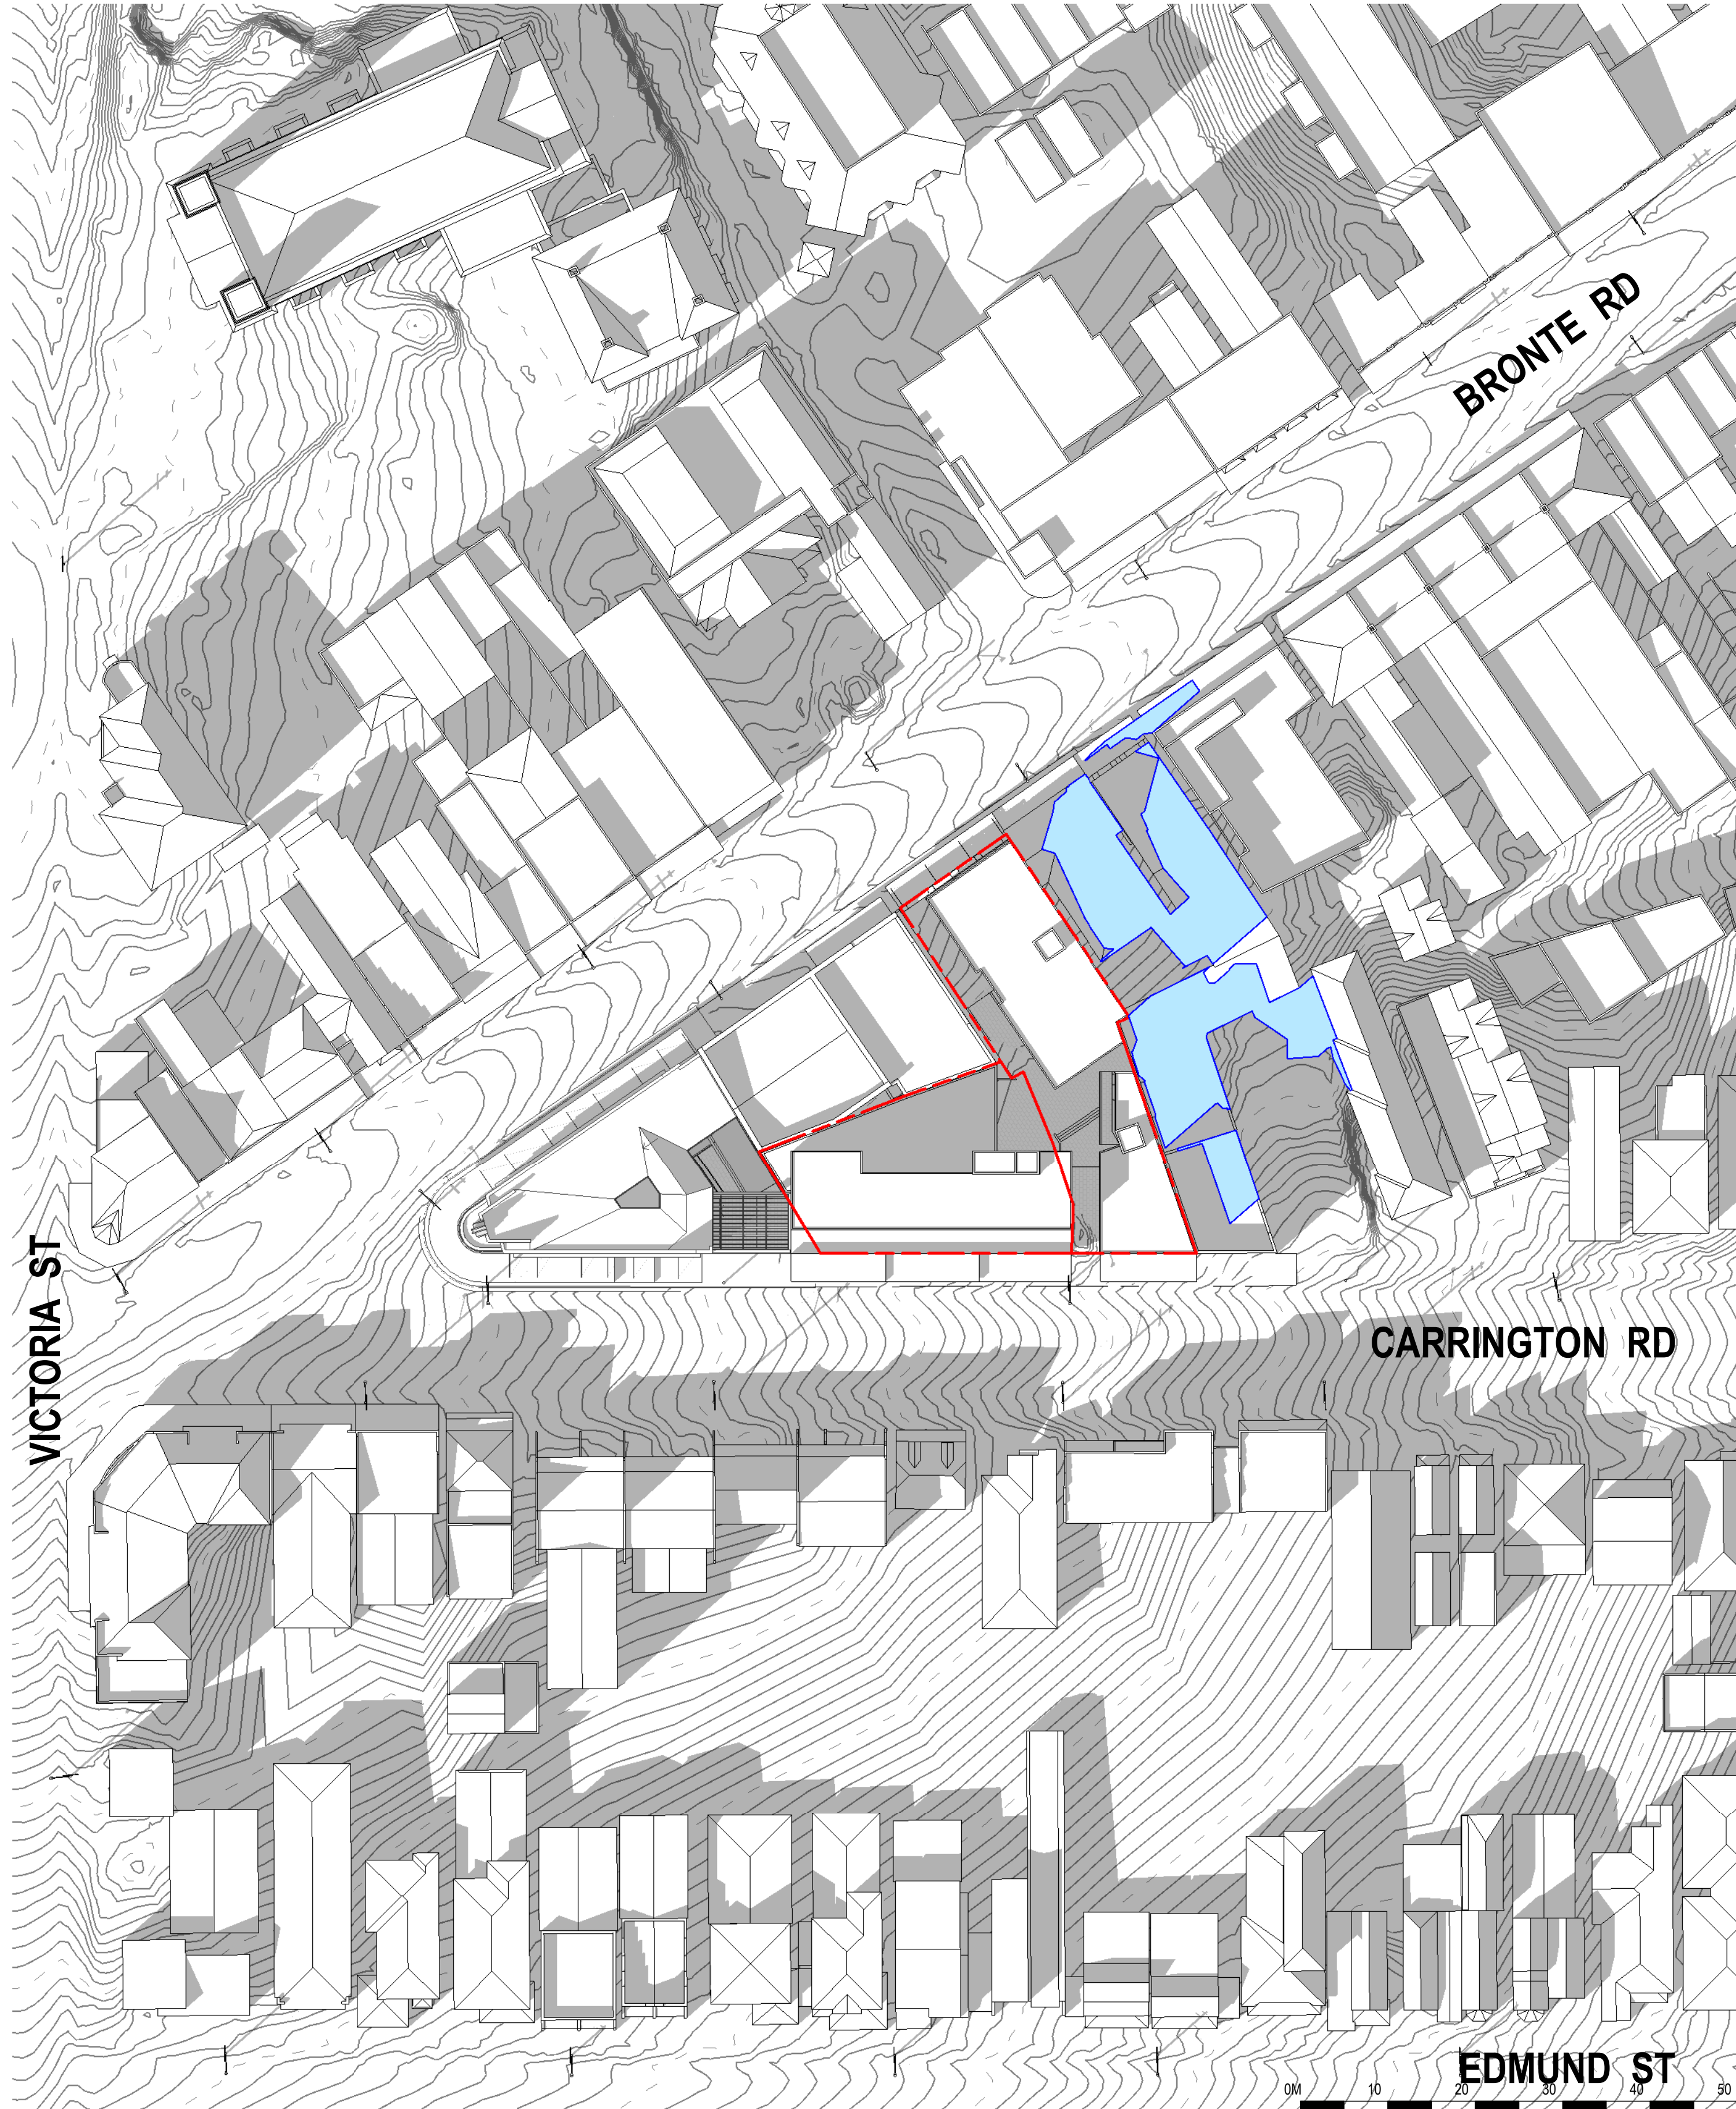 BRONTE RD
VICTORIA ST
CARRINGTON RD
EDMUND ST
0M 10 20 30 40 50